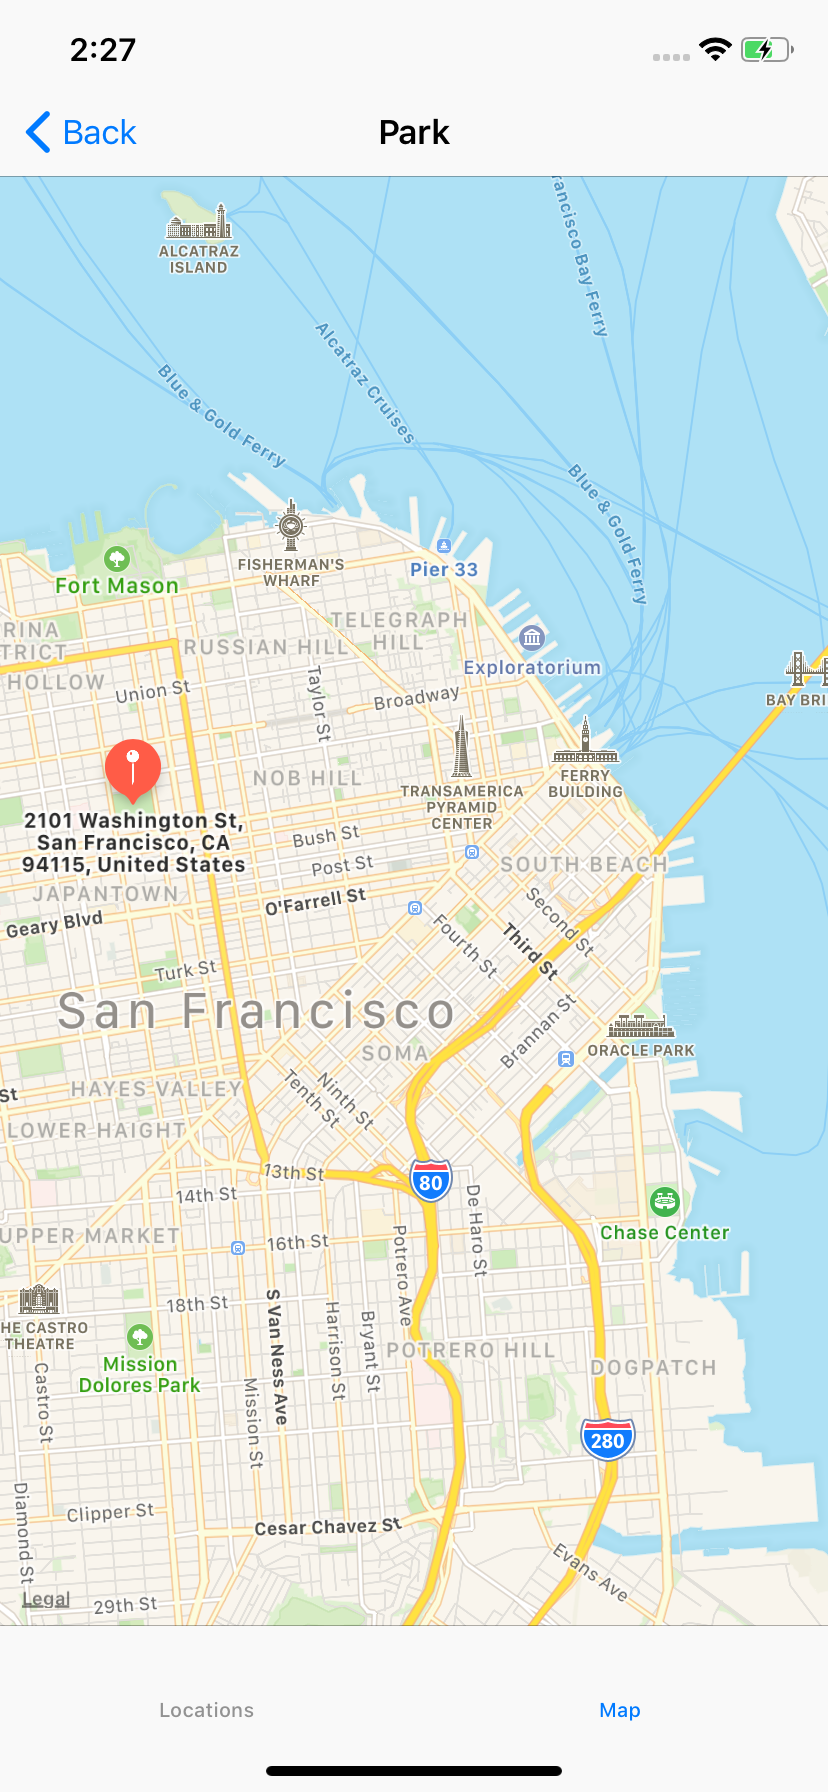 2:27
Back
Park
ALCATRAZ
ISLAND
Francisco Bay Ferry
Alcatraz Cruises
Blue & Gold Ferry
Blue & Gold Ferry
FISHERMAN'S
WHARF
Pier 33
Fort Mason
TELEGRAPH
HILL
RINA
TRICT
RUSSIAN HILL
Exploratorium
HOLLOW
Union St
Taylor St
Broadway
BAY BRI
NOB HILL
TRANSAMERICA
PYRAMID
CENTER
FERRY
BUILDING
2101 Washington St,
San Francisco, CA
94115, United States
Bush St
Post St
SOUTH BEACH
JAPANTOWN
O'Farrell St
Geary Blvd
Second St
Third St
Fourth St
Turk St
San Francisco
Brannan St
ORACLE PARK
SOMA
St
HAYES VALLEY
Ninth St
Tenth St
LOWER HAIGHT
13th St
80
14th St
De Haro St
UPPER MARKET
16th St
Chase Center
Potrero Ave
18th St
S Van Ness Ave
Harrison St
Bryant St
HE CASTRO
THEATRE
Mission
Dolores Park
POTRERO HILL
DOGPATCH
Castro St
Mission St
280
Diamond St
Clipper St
Cesar Chavez St
Evans Ave
Legal
29th St
Locations
Map